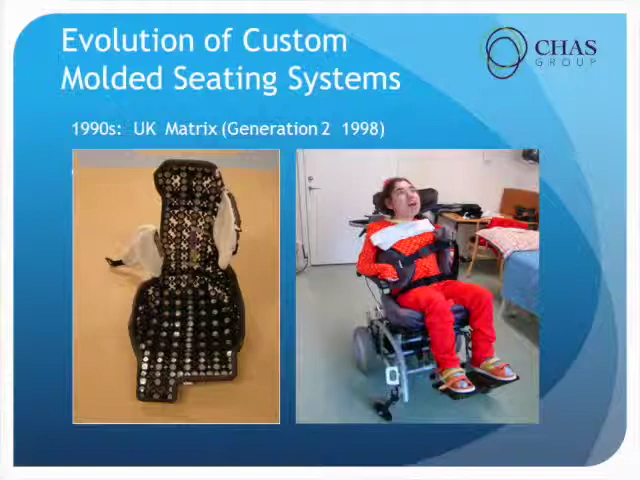 Evolution of Custom
Molded Seating Systems
CHAS
GROUP
1990s: UK Matrix (Generation 2 1998)